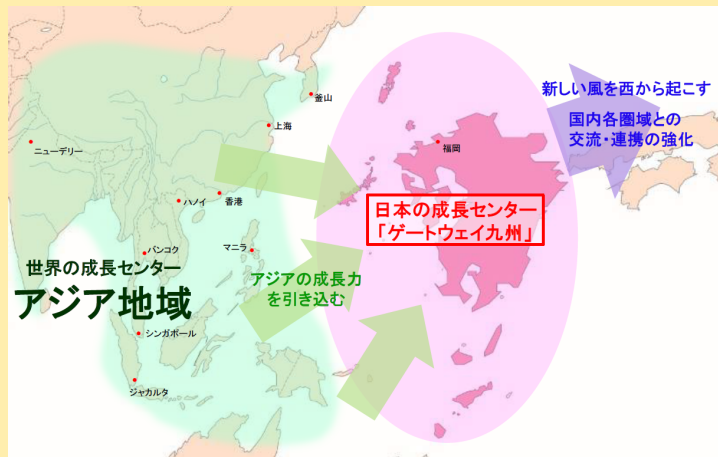 釜山
上海
ニューデリー
ハノイ
香港
バンコク
マニラ
世界の成長センター
アジア地域
シンガポール
ジャカルタ
アジアの成長力
を引き込む
福岡
日本の成長センター
「ゲートウェイ九州」
新しい風を西から起こす
国内各圏域との
交流・連携の強化